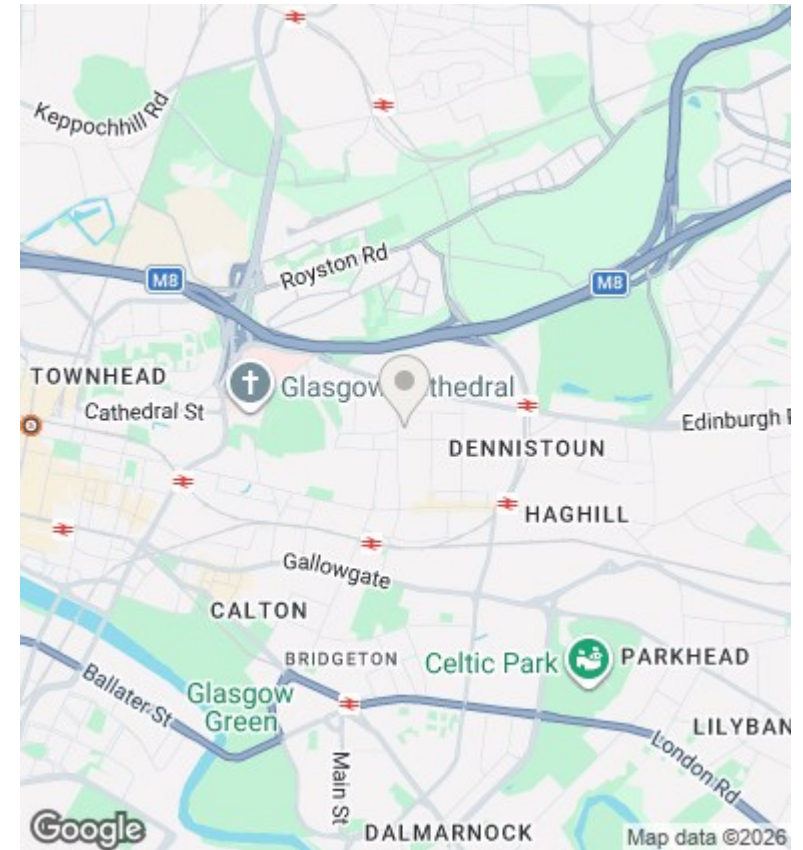 Keppochhill Rd
Royston Rd
M8
M8
TOWNHEAD
Glasgow Cathedral
Cathedral St
Edinburgh
DENNISTOUN
HAGHILL
Gallowgate
CALTON
BRIDGETON
Celtic Park
PARKHEAD
Ballater St
Glasgow
Green
LILYBAN
London Rd
Main St
DALMARNOCK
Google
Map data ©2026